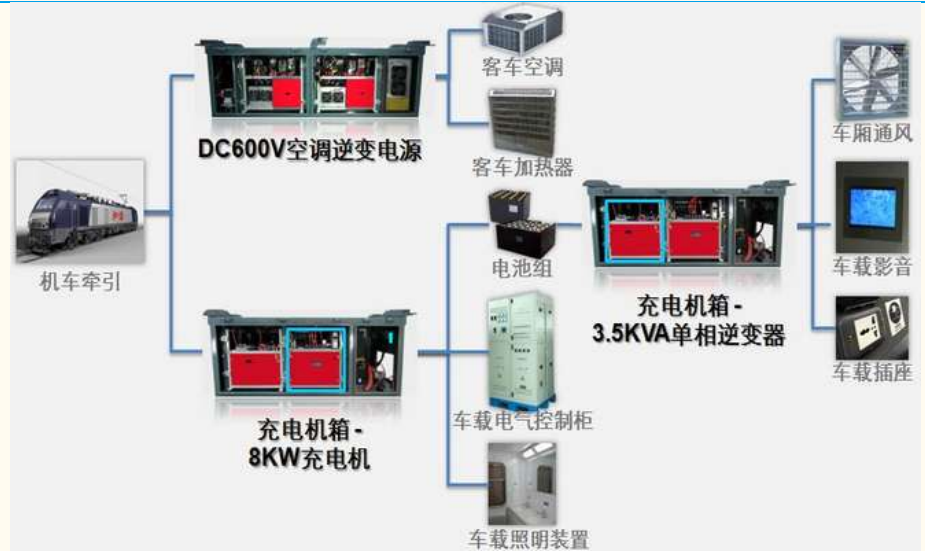 客车空调
DC600V空调逆变电源
客车加热器
车厢通风
机车牵引
电池组
车载影音
充电机箱-
3.5KVA单相逆变器
车载插座
车载电气控制柜
充电机箱-
8KW充电机
车载照明装置